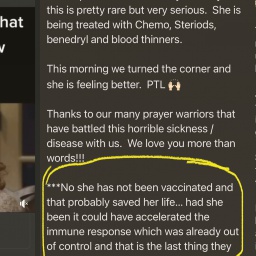 hat
w
this is pretty rare but very serious. She is
being treated with Chemo, Steriods,
benedryl and blood thinners.
This morning we turned the corner and
she is feeling better. PTL 🙌🏻
Thanks to our many prayer warriors that
have battled this horrible sickness /
disease with us. We love you more than
words!!!
***No she has not been vaccinated and
that probably saved her life... had she
been it could have accelerated the
immune response which was already out
of control and that is the last thing they